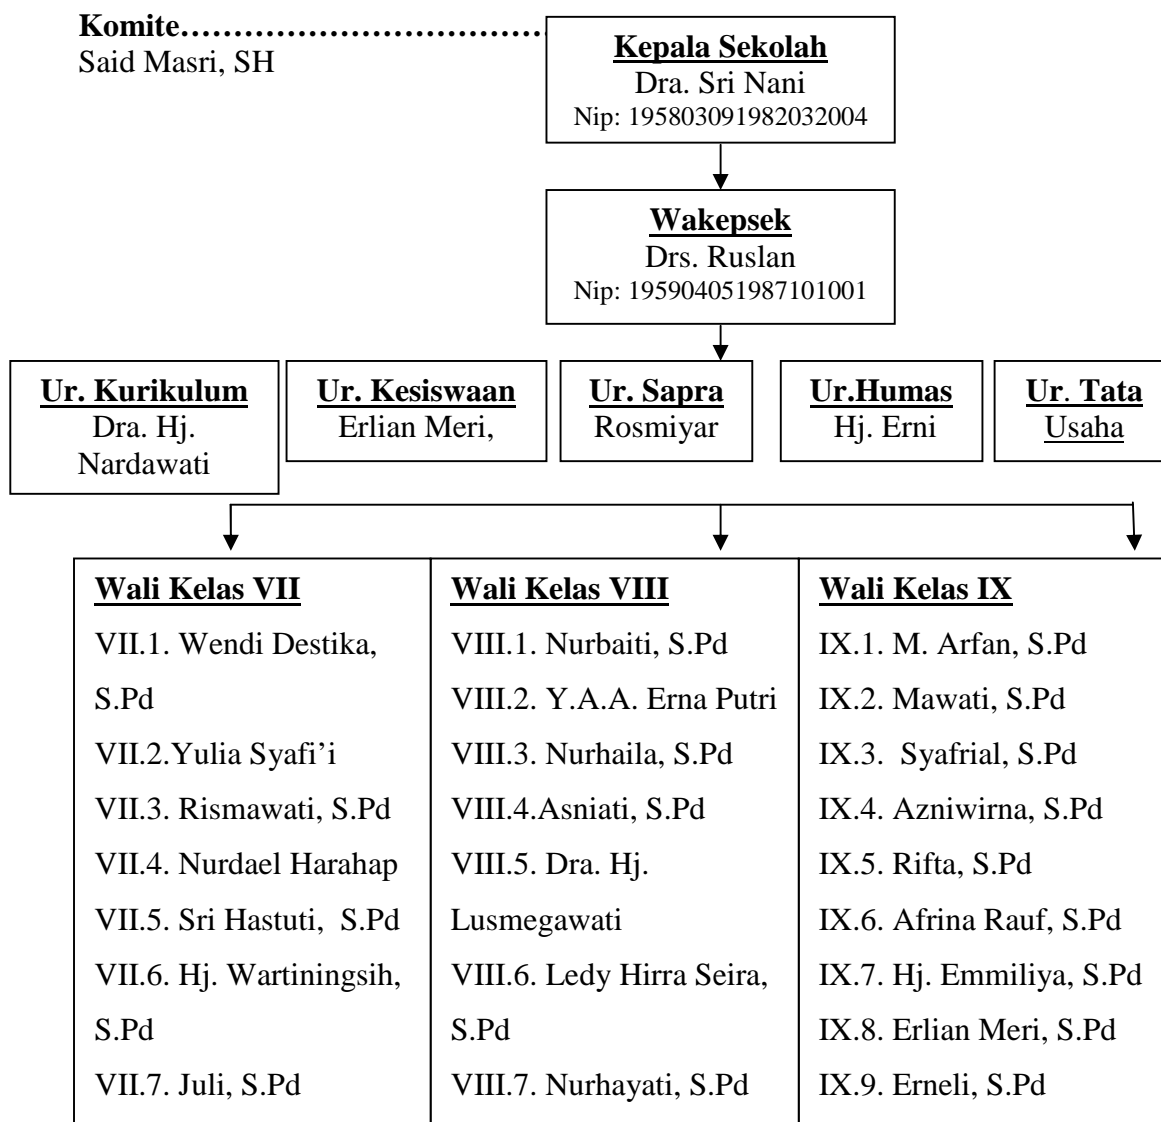 Komite……………………………….
Said Masri, SH
Kepala Sekolah
Dra. Sri Nani
Nip: 195803091982032004
Wakepsek
Drs. Ruslan
Nip: 195904051987101001
Ur. Kurikulum
Dra. Hj.
Nardawati
Ur. Kesiswaan
Erlian Meri,
Ur. Sapra
Rosmiyar
Ur.Humas
Hj. Erni
Ur. Tata
Usaha
Wali Kelas VII
VII.1. Wendi Destika,
S.Pd
VII.2.Yulia Syafi’i
VII.3. Rismawati, S.Pd
VII.4. Nurdael Harahap
VII.5. Sri Hastuti,  S.Pd
VII.6. Hj. Wartiningsih,
S.Pd
VII.7. Juli, S.Pd
Wali Kelas VIII
VIII.1. Nurbaiti, S.Pd
VIII.2. Y.A.A. Erna Putri
VIII.3. Nurhaila, S.Pd
VIII.4.Asniati, S.Pd
VIII.5. Dra. Hj.
Lusmegawati
VIII.6. Ledy Hirra Seira,
S.Pd
VIII.7. Nurhayati, S.Pd
Wali Kelas IX
IX.1. M. Arfan, S.Pd
IX.2. Mawati, S.Pd
IX.3.  Syafrial, S.Pd
IX.4. Azniwirna, S.Pd
IX.5. Rifta, S.Pd
IX.6. Afrina Rauf, S.Pd
IX.7. Hj. Emmiliya, S.Pd
IX.8. Erlian Meri, S.Pd
IX.9. Erneli, S.Pd